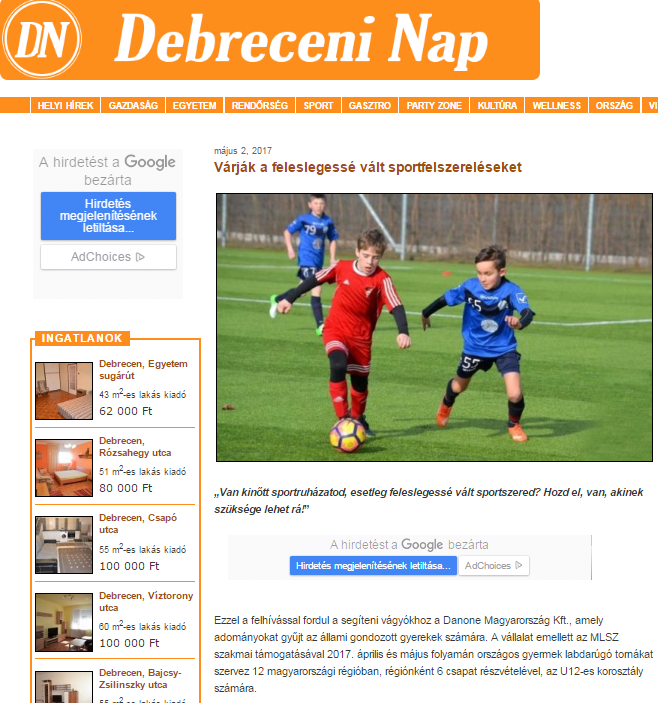 DN Debreceni Nap
HELYI HÍREK GAZDASÁG EGYETEM RENDŐRSÉG SPORT GASZTRO PARTY ZONE KULTÚRA WELLNESS ORSZÁG VI
A hirdetést a Google
bezárta
Hirdetés
megjelenítésének
letiltása...
AdChoices
INGATLANOK
Debrecen, Egyetem
sugárút
43 m²-es lakás kiadó
62 000 Ft
Debrecen,
Rózsahegy utca
51 m²-es lakás kiadó
80 000 Ft
Debrecen, Csapó
utca
55 m²-es lakás kiadó
100 000 Ft
Debrecen, Víztorony
utca
60 m²-es lakás kiadó
100 000 Ft
Debrecen, Bajcsy-
Zsilinszky utca
55 m²-es lakás kiadó
május 2, 2017
Várják a feleslegessé vált sportfelszereléseket
79
55
55
„Van kinőtt sportruházatod, esetleg feleslegessé vált sportszered? Hozd el, van, akinek
szüksége lehet rá!”
A hirdetést a Google bezárta
Hirdetés megjelenítésének letiltása... AdChoices
Ezzel a felhívással fordul a segíteni vágyókhoz a Danone Magyarország Kft., amely
adományokat gyűjt az állami gondozott gyerekek számára. A vállalat emellett az MLSZ
szakmai támogatásával 2017. április és május folyamán országos gyermek labdarúgó tornákat
szervez 12 magyarországi régióban, régiónként 6 csapat részvételével, az U12-es korosztály
számára.